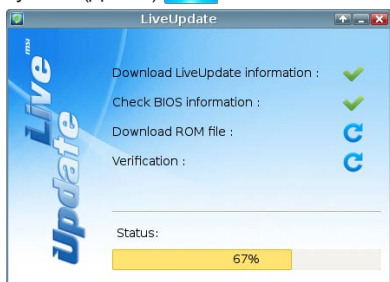 LiveUpdate
msi
Live
Update
Download LiveUpdate information :
Check BIOS information :
Download ROM file :
Verification :
Status:
67%